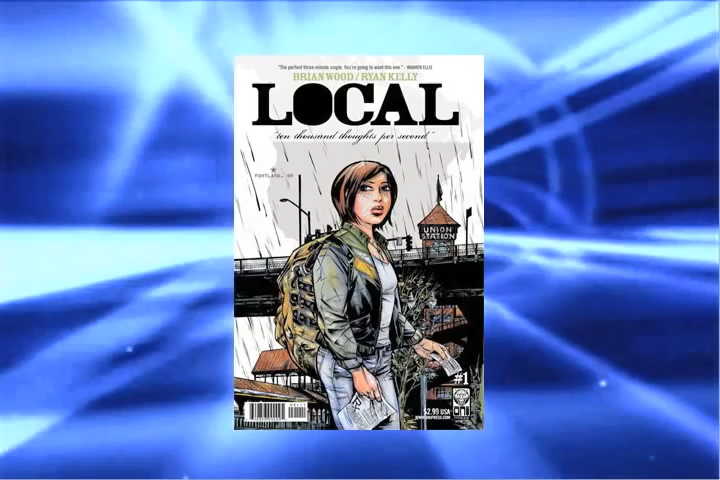 "The perfect three-minute single. You're going to want this one." - WARREN ELLIS
BRIAN WOOD / RYAN KELLY
LOCAL
"ten thousand thoughts per second"
PORTLAND, OR
UNION
STATION
#1
$2.99 USA